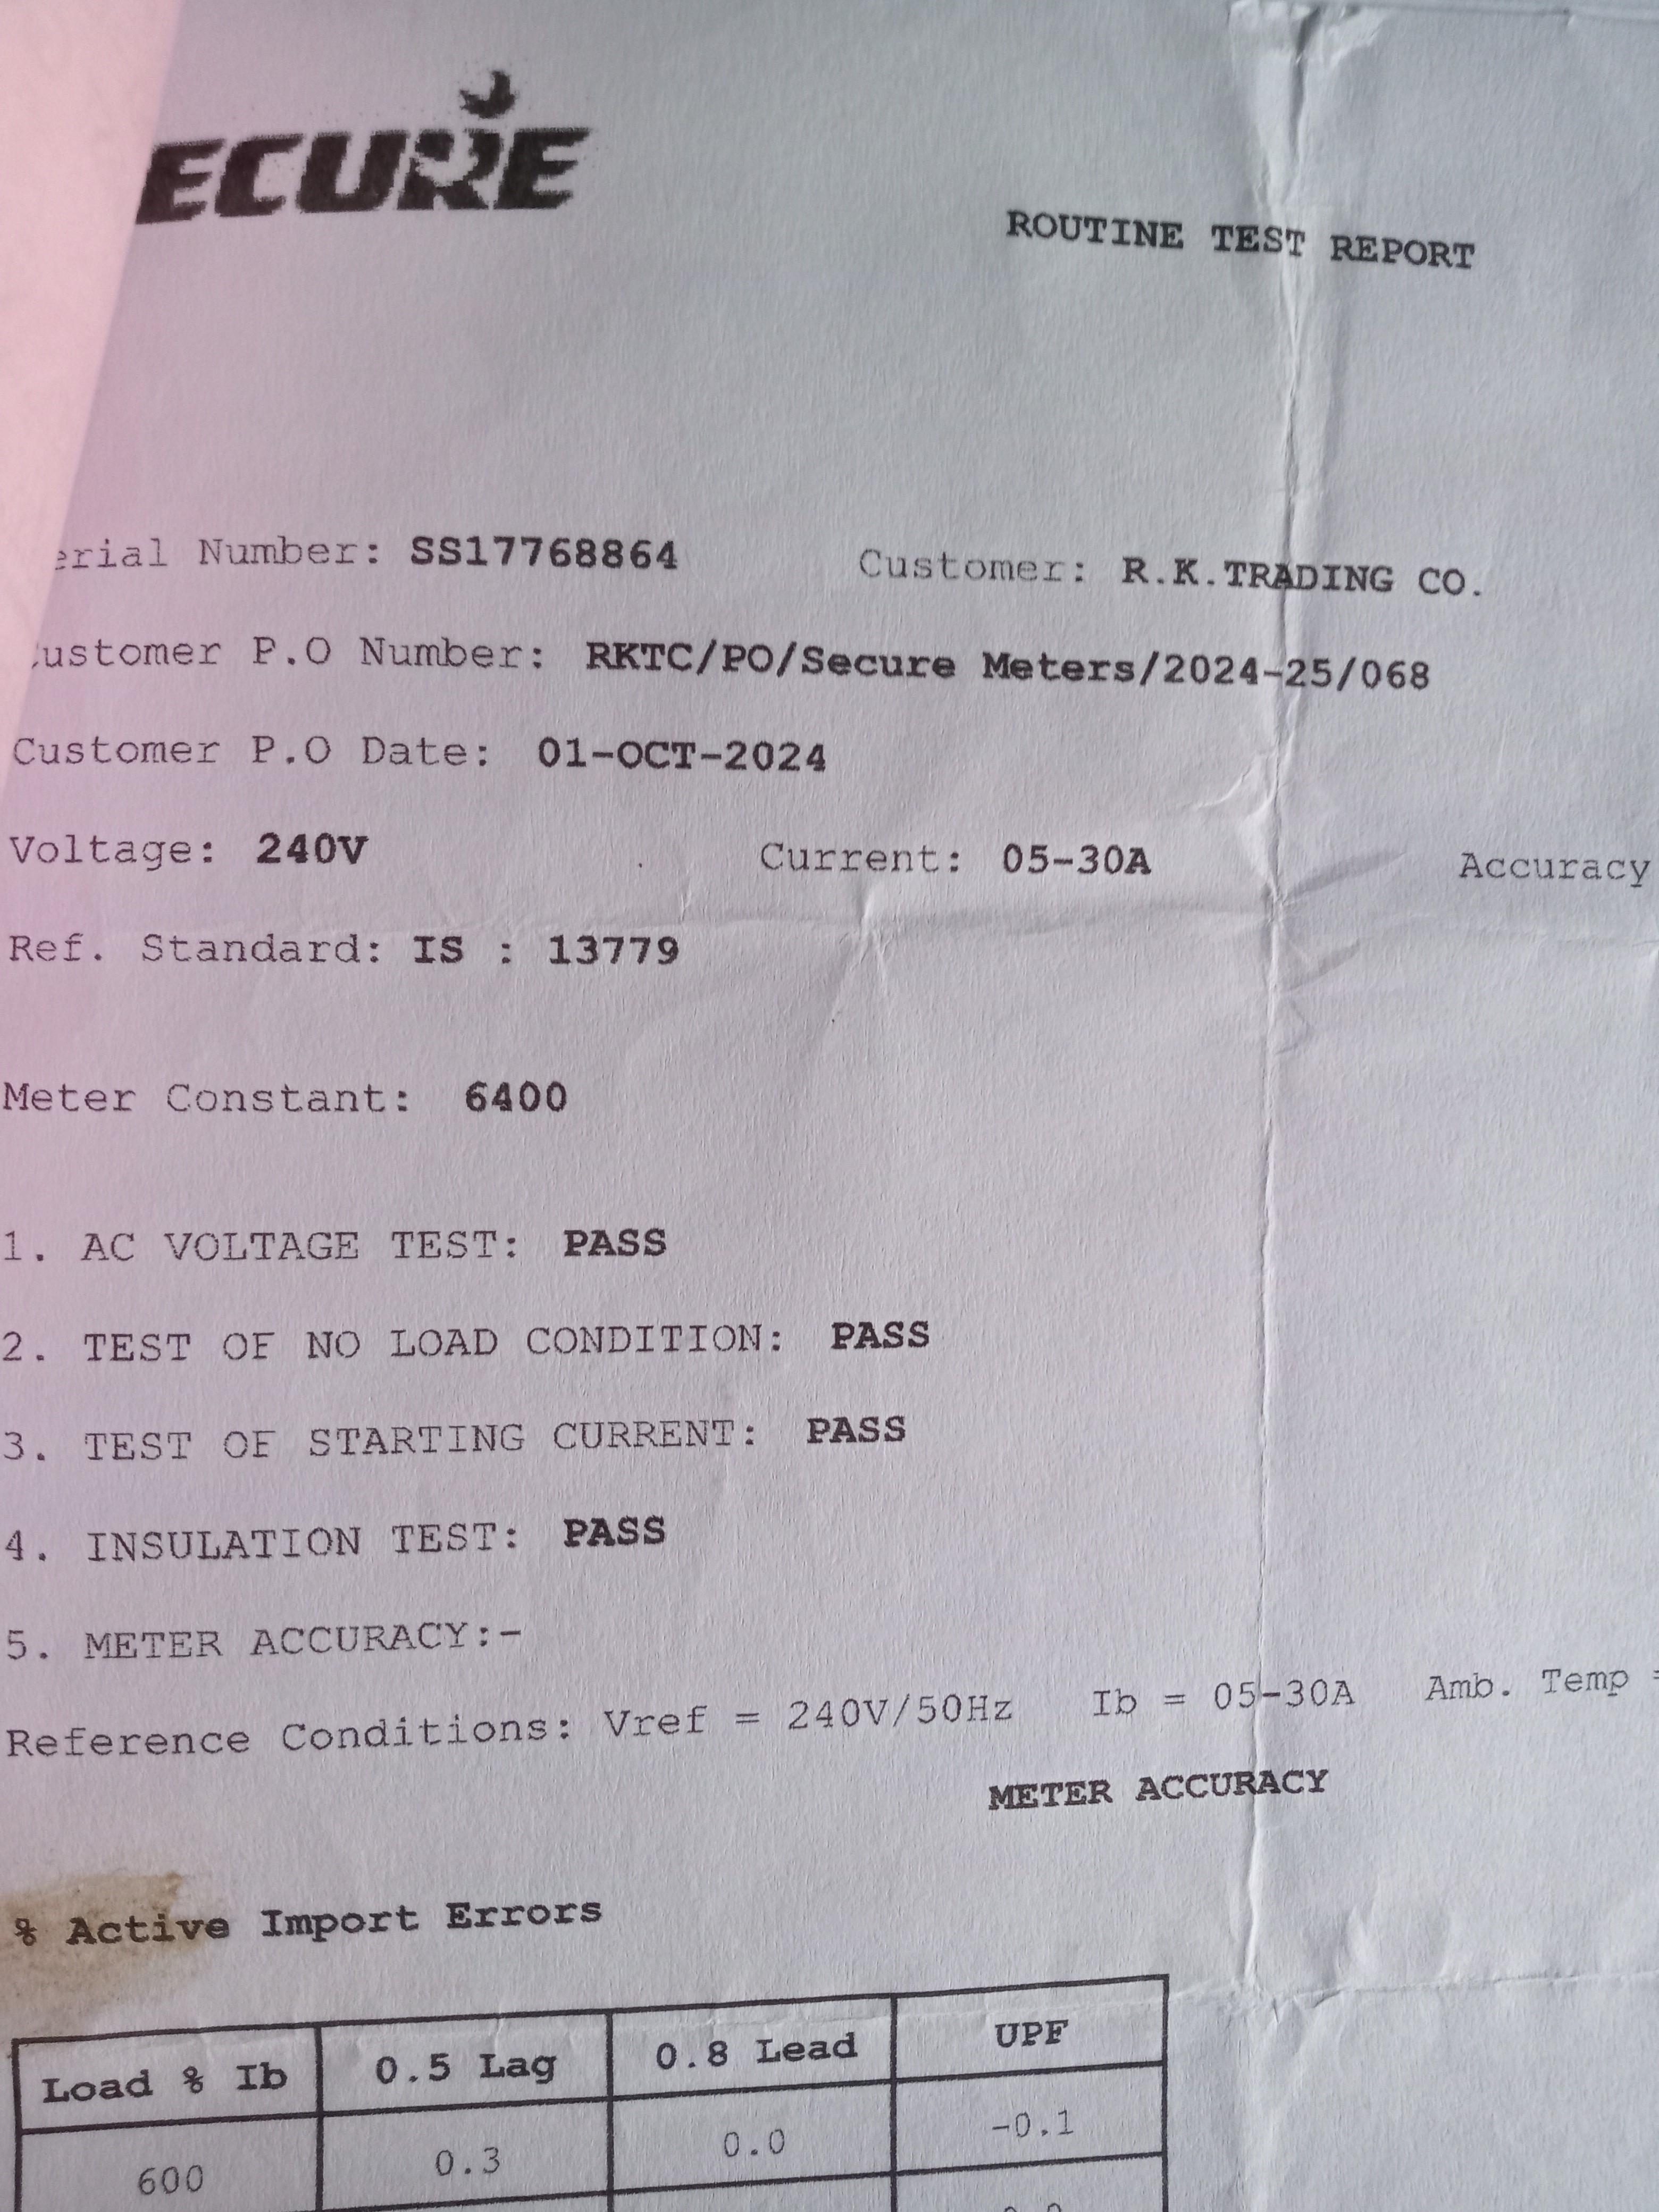 ECURE
ROUTINE TEST REPORT
erial Number: SS17768864 Customer: R.K.TRADING CO.
ustomer P.O Number: RKTC/PO/Secure Meters/2024-25/068
Customer P.O Date: 01-OCT-2024
Voltage: 240V Current: 05-30A Accuracy
Ref. Standard: IS : 13779
Meter Constant: 6400
1. AC VOLTAGE TEST: PASS
2. TEST OF NO LOAD CONDITION: PASS
3. TEST OF STARTING CURRENT: PASS
4. INSULATION TEST: PASS
5. METER ACCURACY:-
Reference Conditions: Vref = 240V/50Hz Ib = 05-30A Amb. Temp =
METER ACCURACY
% Active Import Errors
Load % Ib 0.5 Lag 0.8 Lead UPF
600 0.3 0.0 -0.1